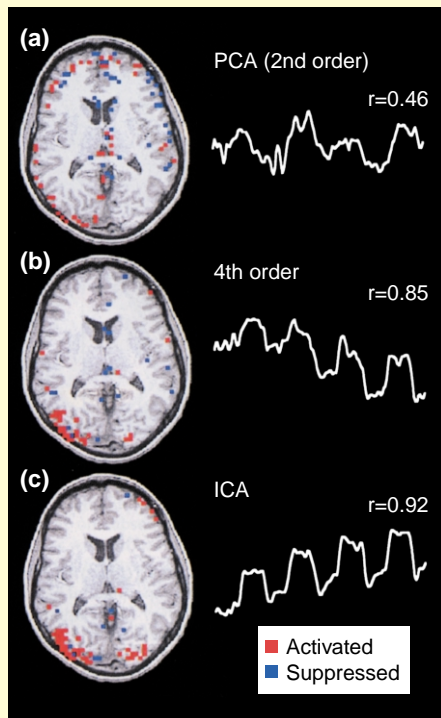 (a)
PCA (2nd order)
r=0.46
(b)
4th order
r=0.85
(c)
ICA
r=0.92
Activated
Suppressed